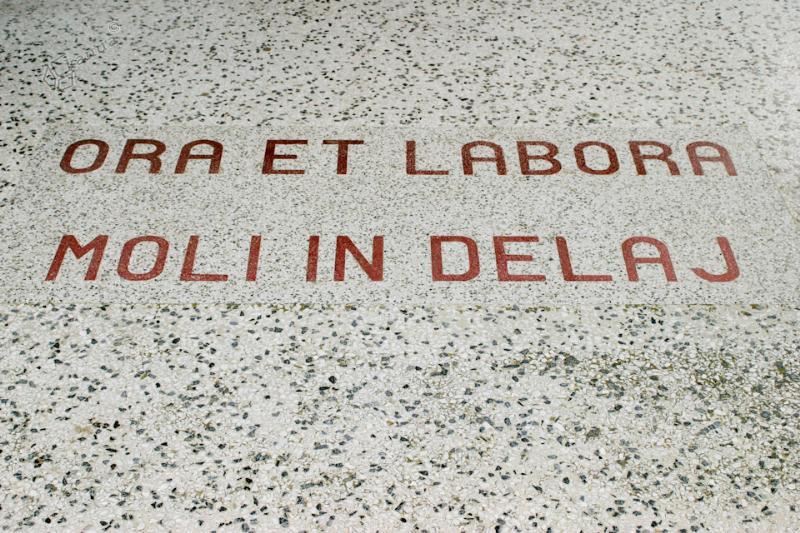 ORA ET LABORA
MOLI IN DELAJ